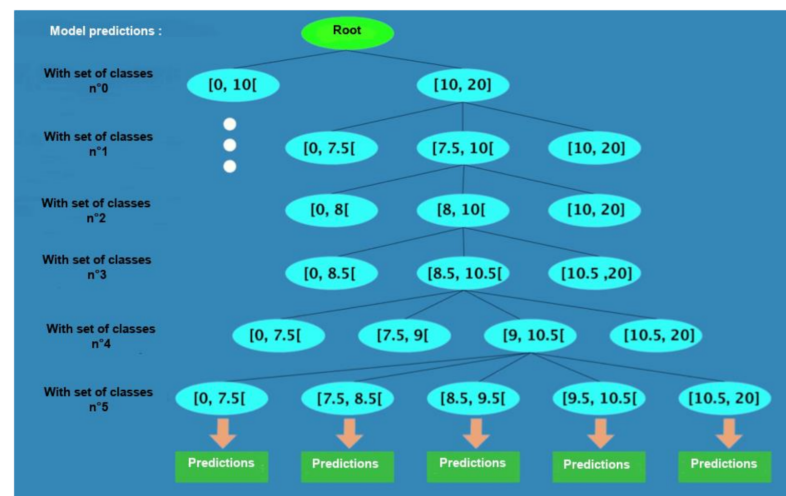 Model predictions :
Root
With set of classes
n°0
[0, 10[
[10, 20]
With set of classes
n°1
[0, 7.5[
[7.5, 10[
[10, 20]
With set of classes
n°2
[0, 8[
[8, 10[
[10, 20]
With set of classes
n°3
[0, 8.5[
[8.5, 10.5[
[10.5 ,20]
With set of classes
n°4
[0, 7.5[
[7.5, 9[
[9, 10.5[
[10.5, 20]
With set of classes
n°5
[0, 7.5[
[7.5, 8.5[
[8.5, 9.5[
[9.5, 10.5[
[10.5, 20]
Predictions
Predictions
Predictions
Predictions
Predictions